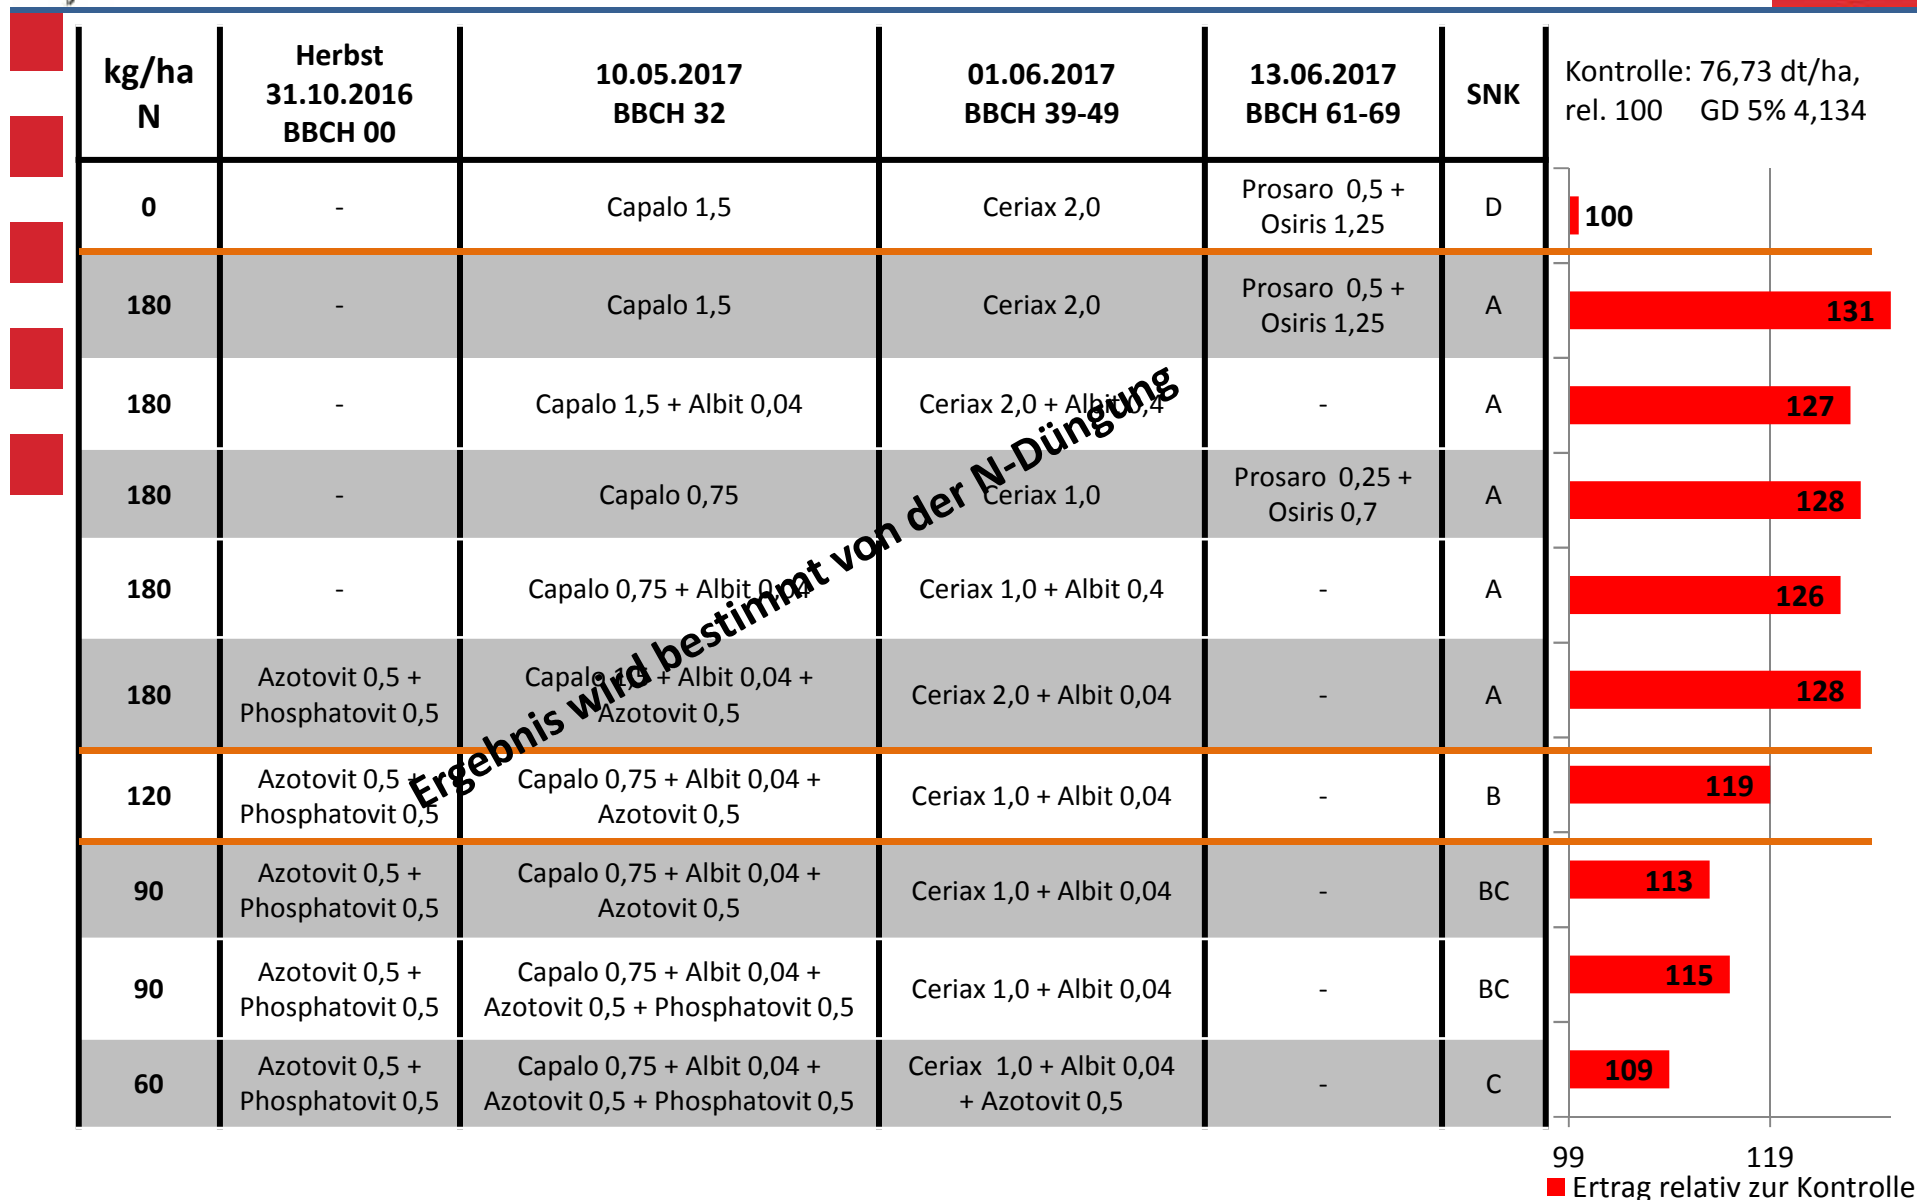 kg/ha
N
Herbst
31.10.2016
BBCH 00
10.05.2017
BBCH 32
01.06.2017
BBCH 39-49
13.06.2017
BBCH 61-69
SNK
Kontrolle: 76,73 dt/ha,
rel. 100 GD 5% 4,134
0
-
Capalo 1,5
Ceriax 2,0
Prosaro 0,5 +
Osiris 1,25
D
100
180
-
Capalo 1,5
Ceriax 2,0
Prosaro 0,5 +
Osiris 1,25
A
131
180
-
Capalo 1,5 + Albit 0,04
Ceriax 2,0 + Albit 0,4
-
A
127
180
-
Capalo 0,75
Ceriax 1,0
Prosaro 0,25 +
Osiris 0,7
A
128
180
-
Capalo 0,75 + Albit 0,04
Ceriax 1,0 + Albit 0,4
-
A
126
180
Azotovit 0,5 +
Phosphatovit 0,5
Capalo 1,5 + Albit 0,04 +
Azotovit 0,5
Ceriax 2,0 + Albit 0,04
-
A
128
120
Azotovit 0,5 +
Phosphatovit 0,5
Capalo 0,75 + Albit 0,04 +
Azotovit 0,5
Ceriax 1,0 + Albit 0,04
-
B
119
90
Azotovit 0,5 +
Phosphatovit 0,5
Capalo 0,75 + Albit 0,04 +
Azotovit 0,5
Ceriax 1,0 + Albit 0,04
-
BC
113
90
Azotovit 0,5 +
Phosphatovit 0,5
Capalo 0,75 + Albit 0,04 +
Azotovit 0,5 + Phosphatovit 0,5
Ceriax 1,0 + Albit 0,04
-
BC
115
60
Azotovit 0,5 +
Phosphatovit 0,5
Capalo 0,75 + Albit 0,04 +
Azotovit 0,5 + Phosphatovit 0,5
Ceriax 1,0 + Albit 0,04
+ Azotovit 0,5
-
C
109
Ergebnis wird bestimmt von der N-Düngung
99 119
Ertrag relativ zur Kontrolle